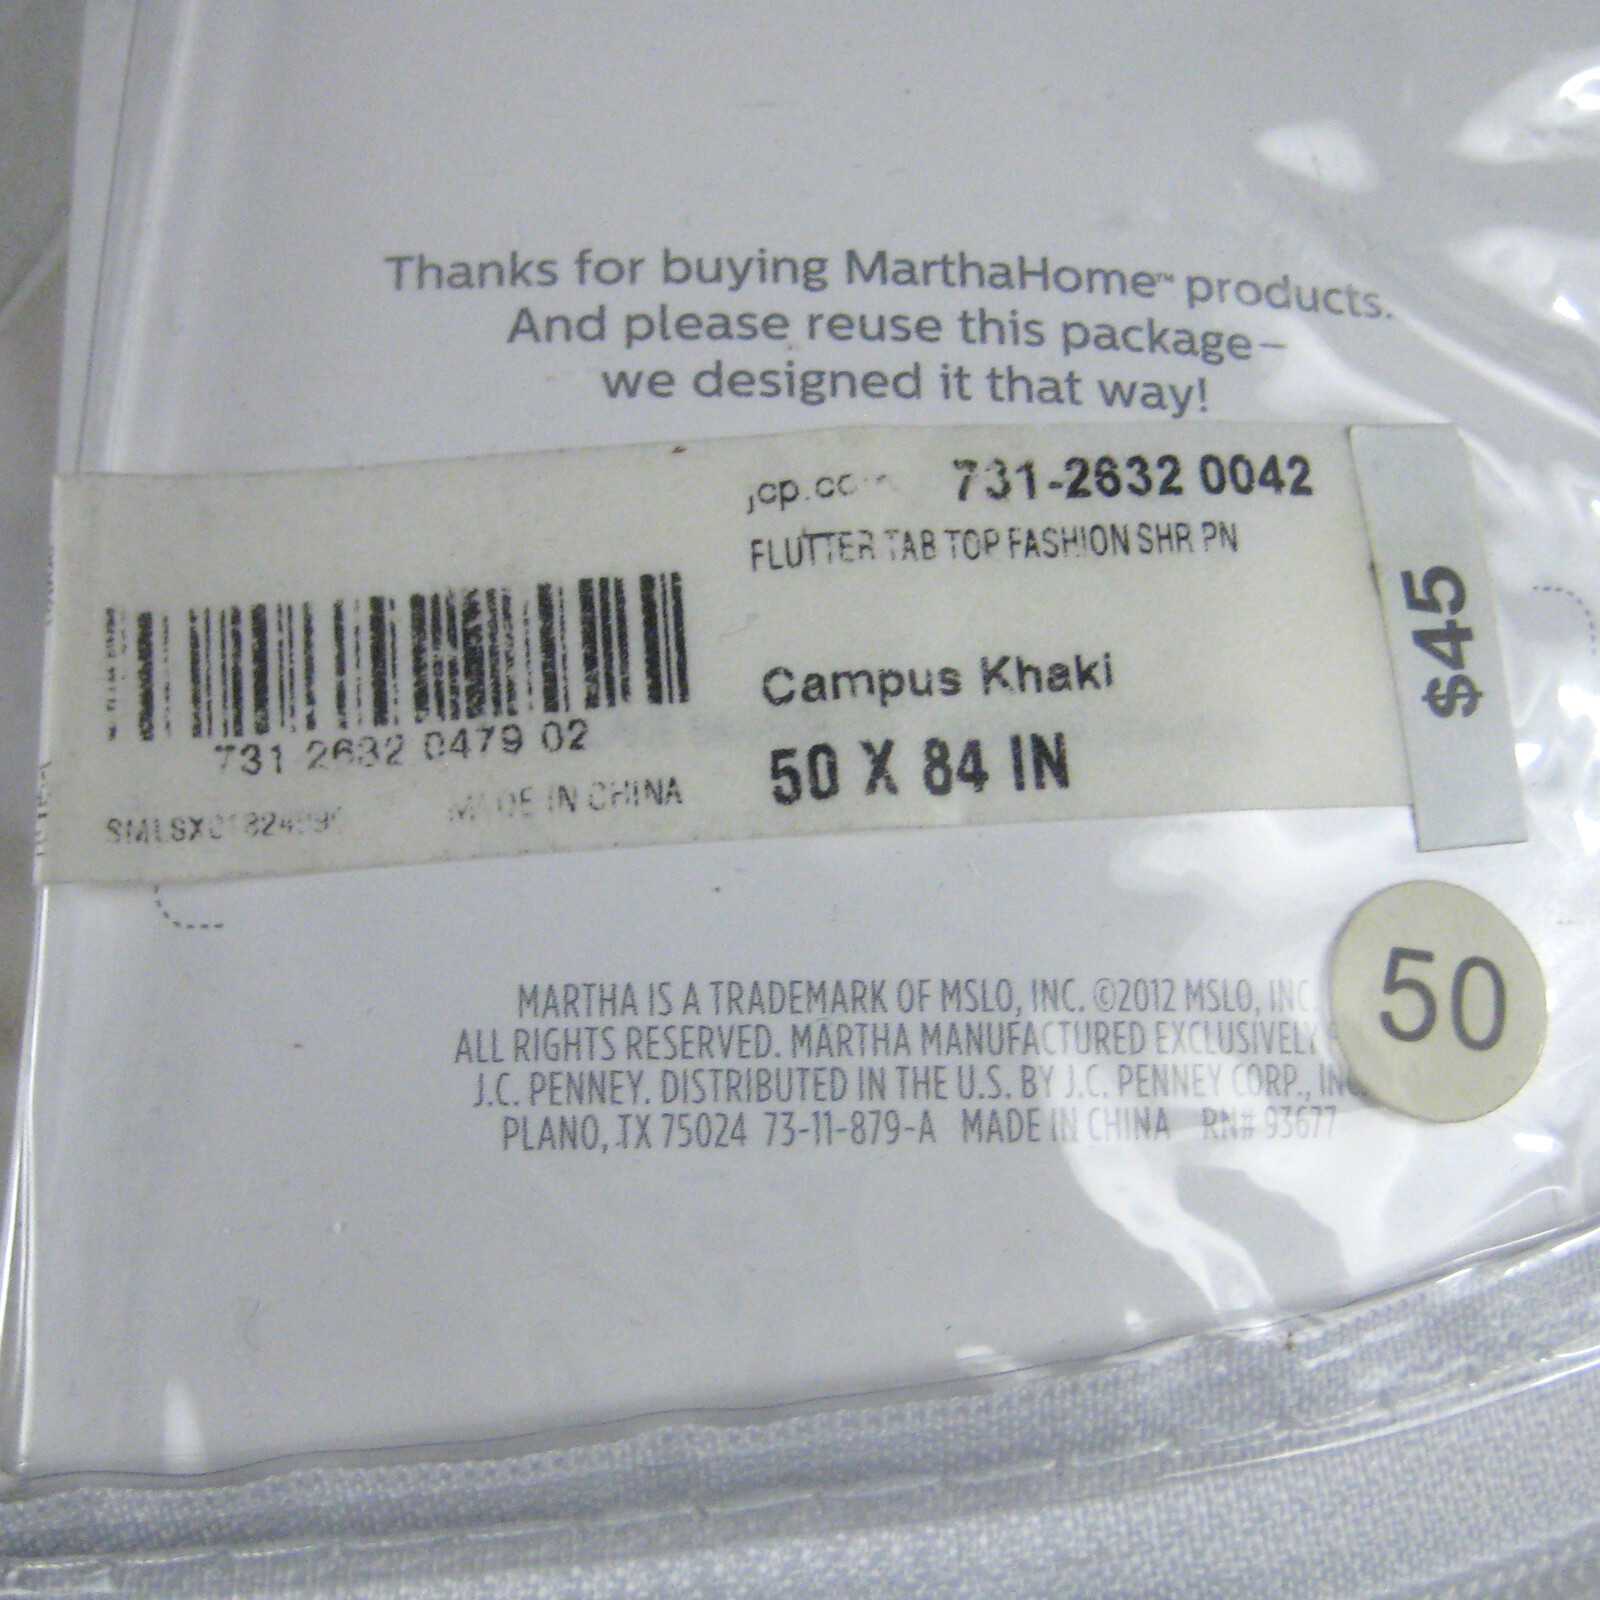 Thanks for buying MarthaHome™ products.
And please reuse this package–
we designed it that way!
731-2632 0042
FLUTTER TAB TOP FASHION SHR PN
Campus Khaki
50 X 84 IN
$45
731 2632 0479 02
MADE IN CHINA
50
MARTHA IS A TRADEMARK OF MSLO, INC. ©2012 MSLO, INC.
ALL RIGHTS RESERVED. MARTHA MANUFACTURED EXCLUSIVELY
J.C. PENNEY. DISTRIBUTED IN THE U.S. BY J.C. PENNEY CORP., INC.
PLANO, TX 75024 73-11-879-A MADE IN CHINA RN# 93677